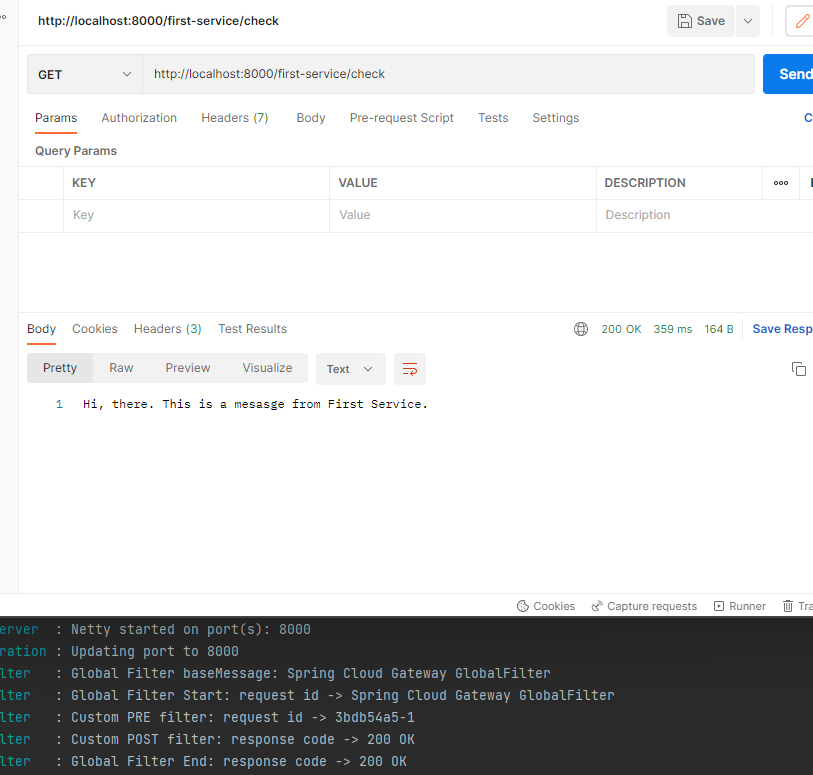 http://localhost:8000/first-service/check
Save
GET
http://localhost:8000/first-service/check
Send
Params Authorization Headers (7) Body Pre-request Script Tests Settings C
Query Params
KEY VALUE DESCRIPTION
Key Value Description
Body Cookies Headers (3) Test Results 200 OK 359 ms 164 B Save Resp
Pretty Raw Preview Visualize Text
1 Hi, there. This is a mesasge from First Service.
Cookies Capture requests Runner Tra
erver : Netty started on port(s): 8000
ration : Updating port to 8000
lter : Global Filter baseMessage: Spring Cloud Gateway GlobalFilter
lter : Global Filter Start: request id -> Spring Cloud Gateway GlobalFilter
lter : Custom PRE filter: request id -> 3bdb54a5-1
lter : Custom POST filter: response code -> 200 OK
lter : Global Filter End: response code -> 200 OK